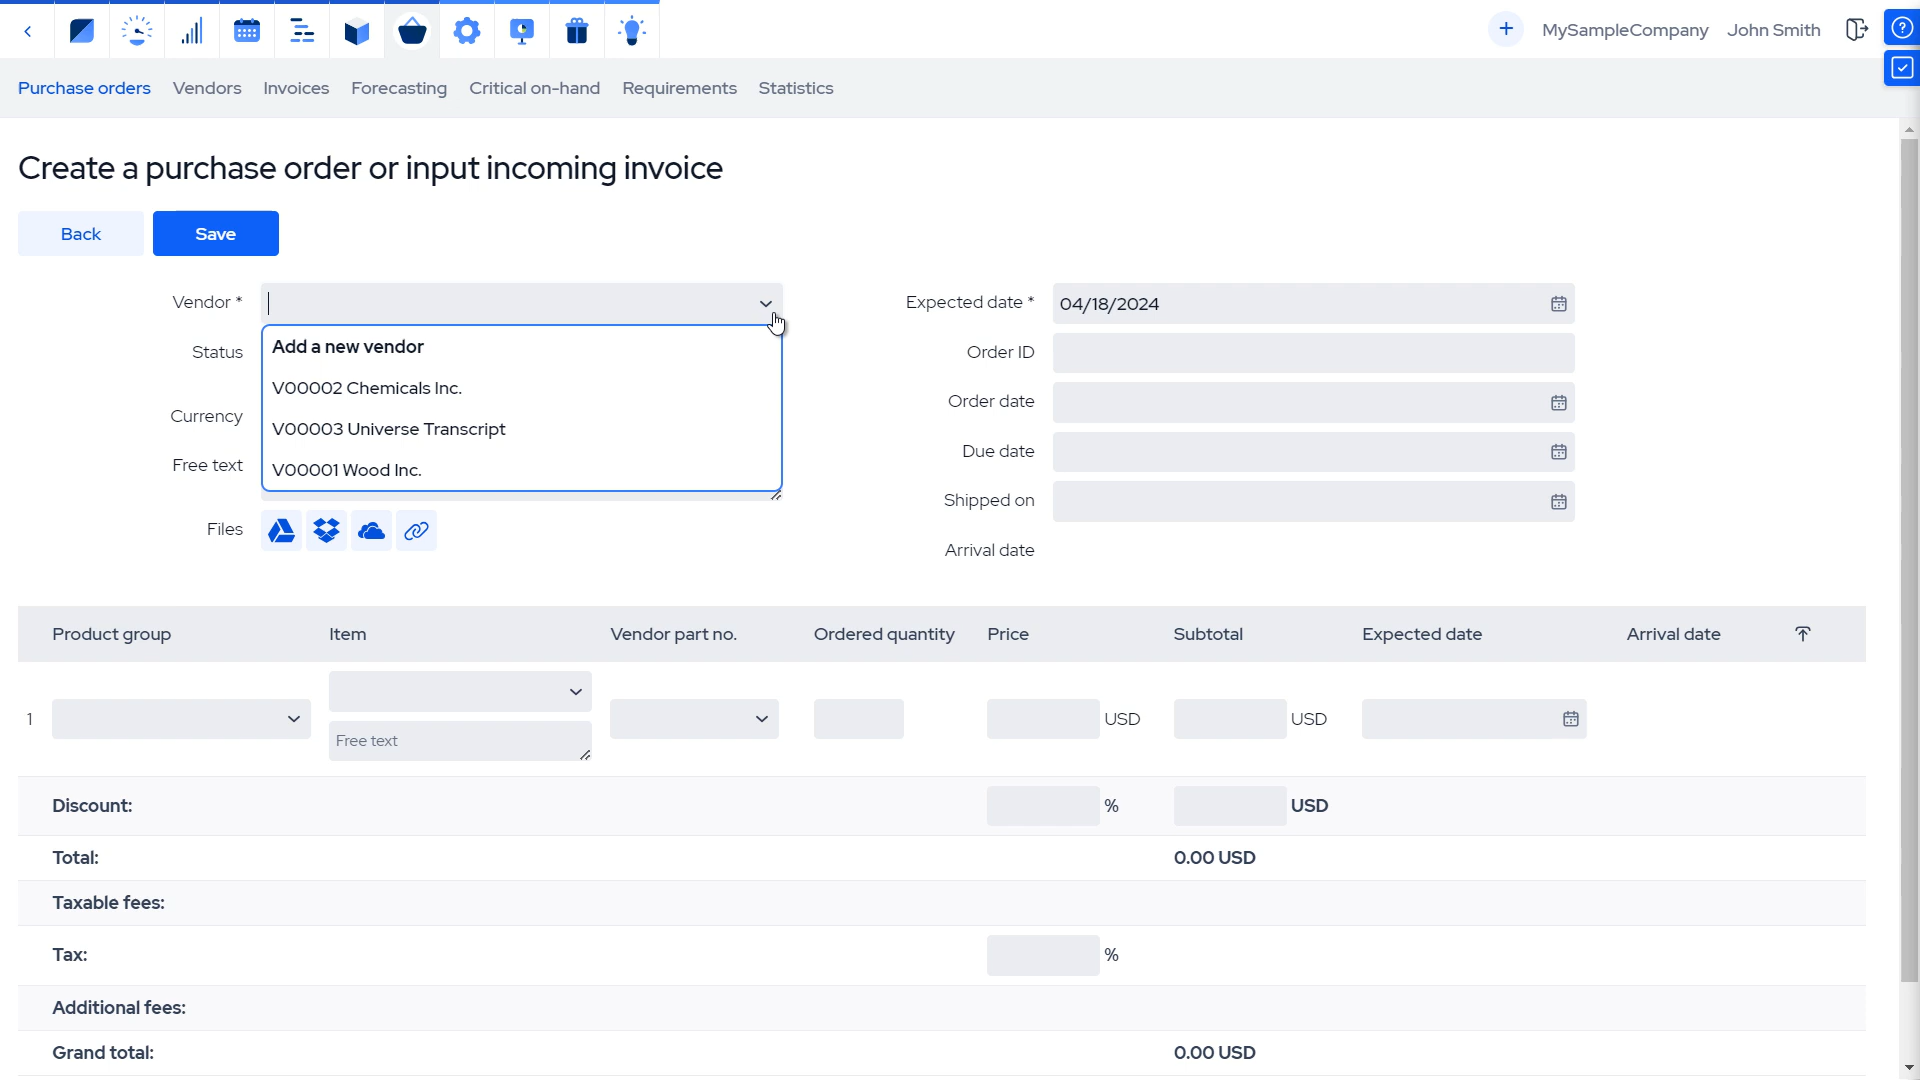 MySampleCompany John Smith
Purchase orders Vendors Invoices Forecasting Critical on-hand Requirements Statistics
Create a purchase order or input incoming invoice
Back Save
Vendor *
Add a new vendor
V00002 Chemicals Inc.
V00003 Universe Transcript
V00001 Wood Inc.
Status
Currency
Free text
Files
Expected date * 04/18/2024
Order ID
Order date
Due date
Shipped on
Arrival date
Product group Item Vendor part no. Ordered quantity Price Subtotal Expected date Arrival date
1 USD USD
Free text
Discount: % USD
Total: 0.00 USD
Taxable fees:
Tax: %
Additional fees:
Grand total: 0.00 USD